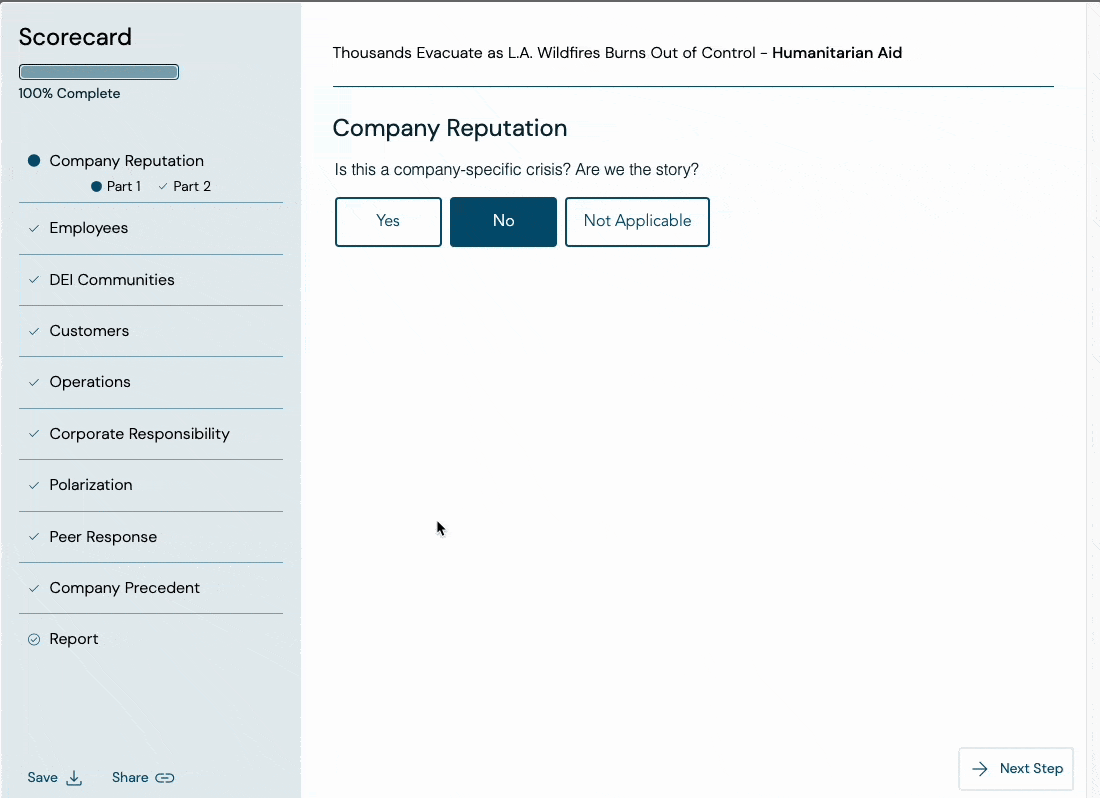 Scorecard
100% Complete
Company Reputation
Part 1 Part 2
Employees
DEI Communities
Customers
Operations
Corporate Responsibility
Polarization
Peer Response
Company Precedent
Report
Save Share
Thousands Evacuate as L.A. Wildfires Burns Out of Control - Humanitarian Aid
Company Reputation
Is this a company-specific crisis? Are we the story?
Yes No Not Applicable
Next Step